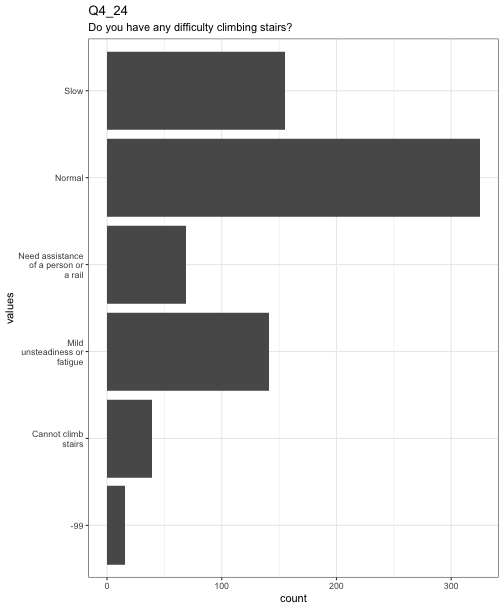 Q4_24
Do you have any difficulty climbing stairs?
Slow
Normal
Need assistance
of a person or
a rail
Mild
unsteadiness or
fatigue
Cannot climb
stairs
-99
values
0
100
200
300
count